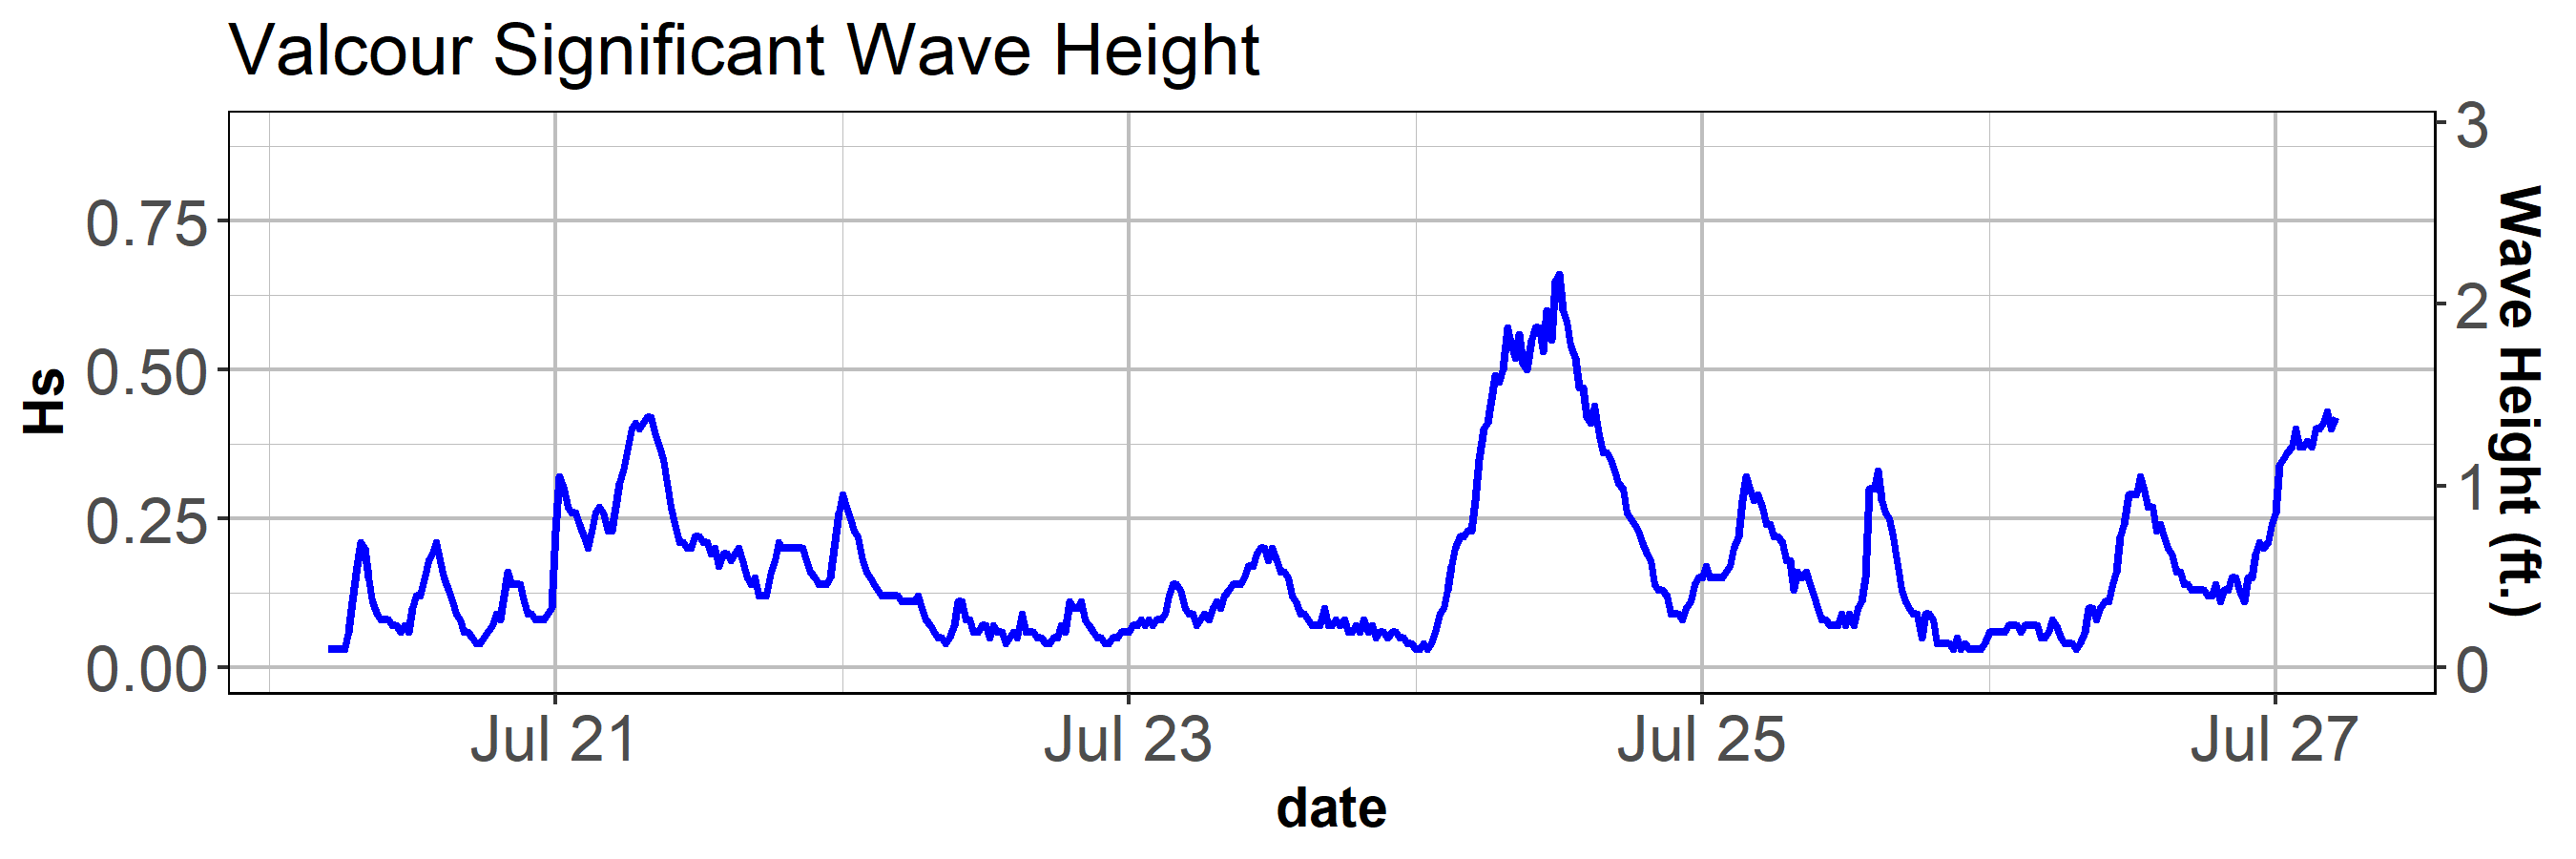 Valcour Significant Wave Height
Hs
0.75
0.50
0.25
0.00
3
2
1
0
Wave Height (ft.)
Jul 21
Jul 23
Jul 25
Jul 27
date